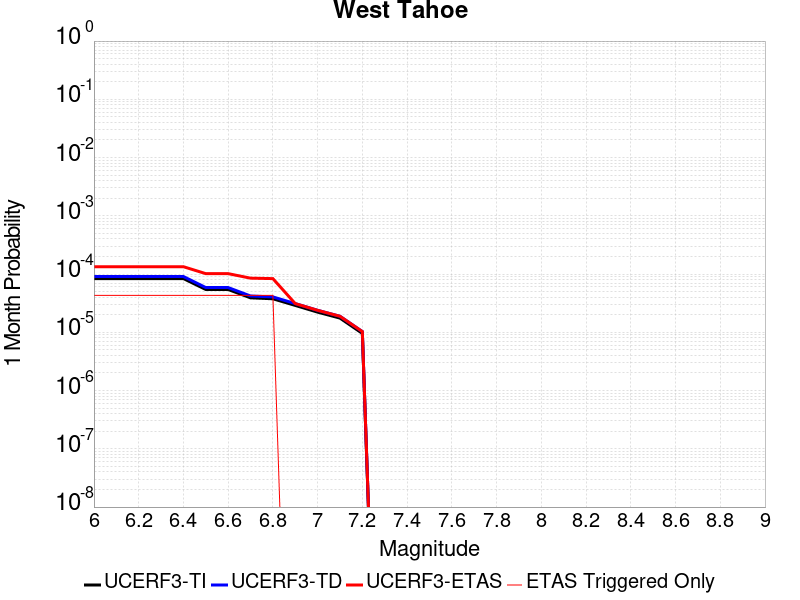 West Tahoe
10^0
10^-1
10^-2
10^-3
10^-4
10^-5
10^-6
10^-7
10^-8
1 Month Probability
6 6.2 6.4 6.6 6.8 7 7.2 7.4 7.6 7.8 8 8.2 8.4 8.6 8.8 9
Magnitude
UCERF3-TI UCERF3-TD UCERF3-ETAS ETAS Triggered Only